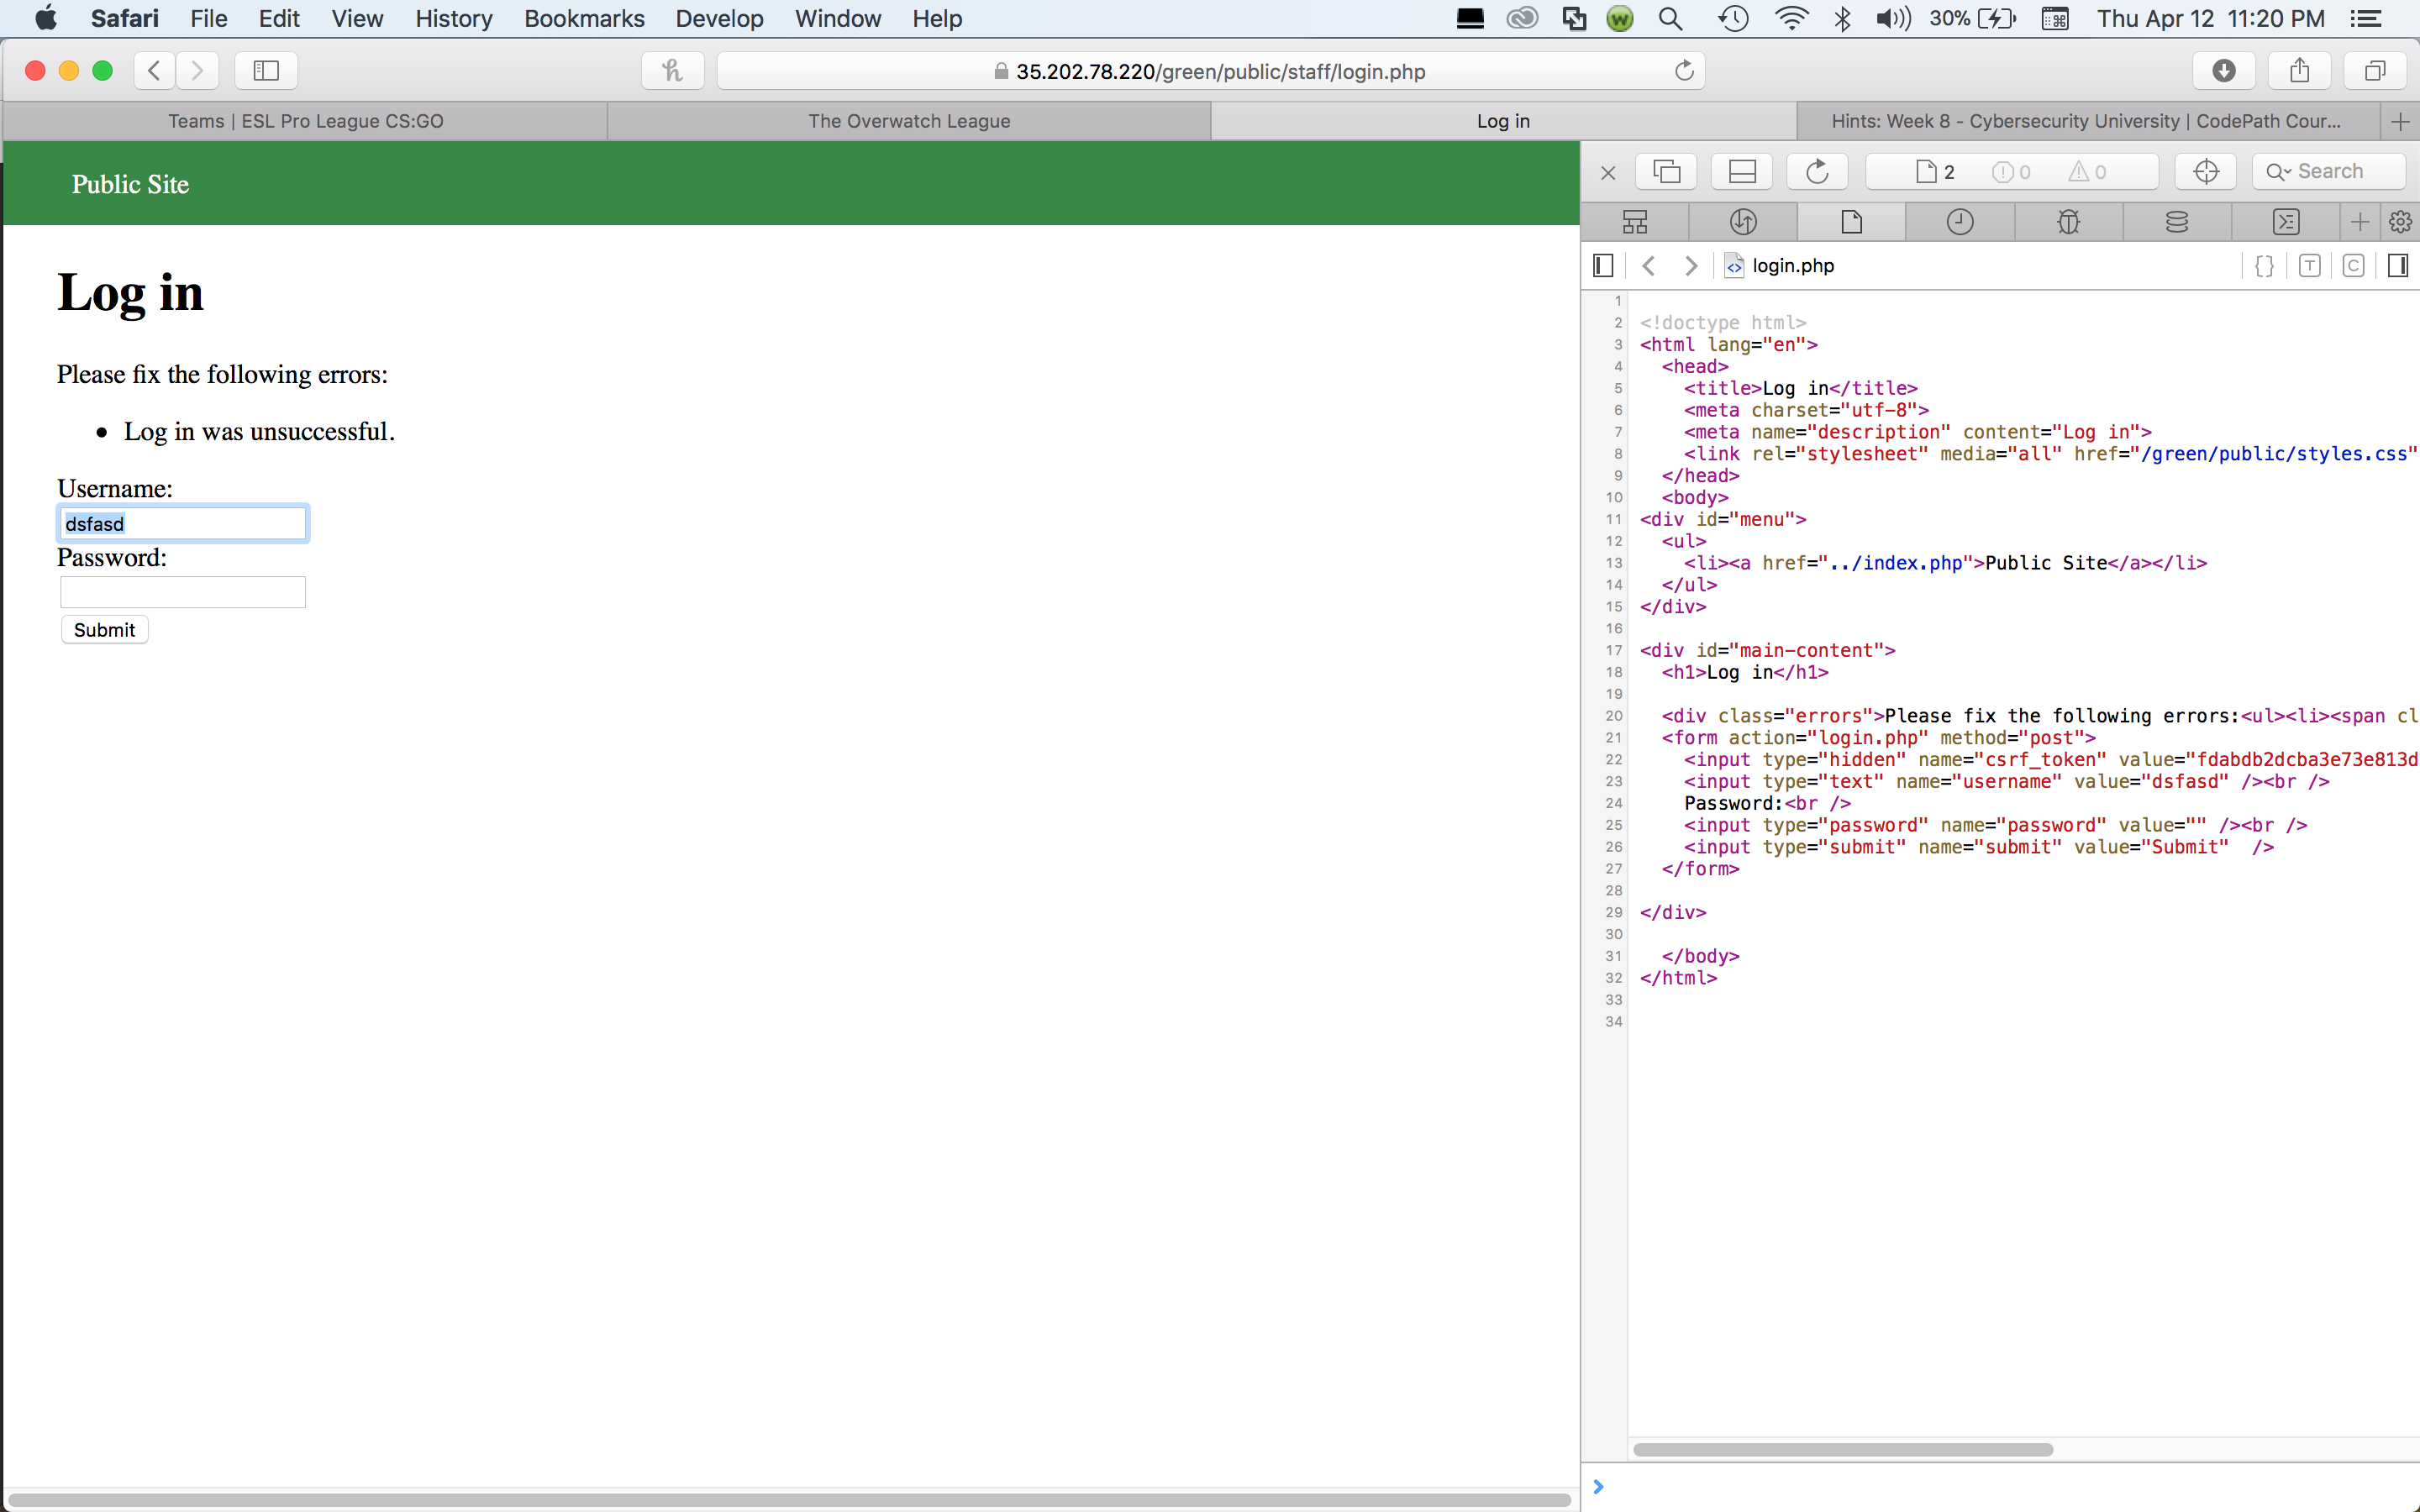 Safari File Edit View History Bookmarks Develop Window Help 30% Thu Apr 12 11:20 PM
35.202.78.220/green/public/staff/login.php
Teams | ESL Pro League CS:GO
The Overwatch League
Log in
Hints: Week 8 - Cybersecurity University | CodePath Cour...
Public Site
Log in
Please fix the following errors:
• Log in was unsuccessful.
Username:
dsfasd
Password:
Submit
2 0 0 Search
login.php
1
2 <!doctype html>
3 <html lang="en">
4 <head>
5 <title>Log in</title>
6 <meta charset="utf-8">
7 <meta name="description" content="Log in">
8 <link rel="stylesheet" media="all" href="/green/public/styles.css"
9 </head>
10 <body>
11 <div id="menu">
12 <ul>
13 <li><a href="../index.php">Public Site</a></li>
14 </ul>
15 </div>
16
17 <div id="main-content">
18 <h1>Log in</h1>
19
20 <div class="errors">Please fix the following errors:<ul><li><span cl
21 <form action="login.php" method="post">
22 <input type="hidden" name="csrf_token" value="fdabdb2dcba3e73e813d
23 <input type="text" name="username" value="dsfasd" /><br />
24 Password:<br />
25 <input type="password" name="password" value="" /><br />
26 <input type="submit" name="submit" value="Submit" />
27 </form>
28
29 </div>
30
31 </body>
32 </html>
33
34